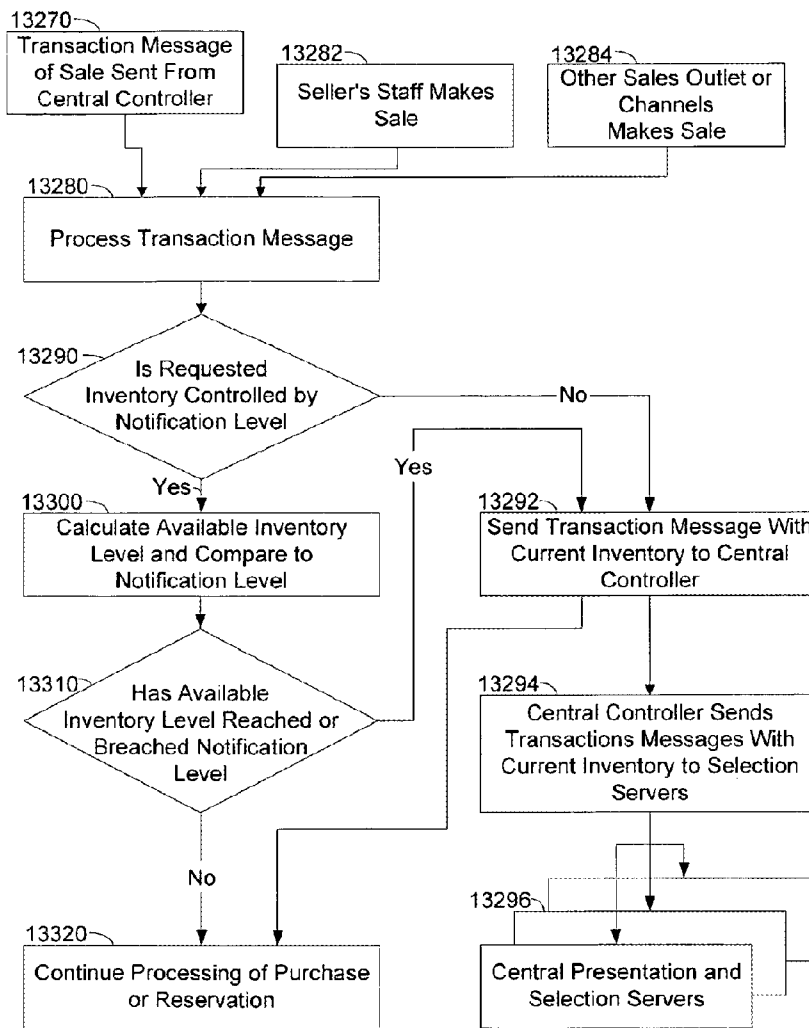 13270
Transaction Message
of Sale Sent From
Central Controller
13282
Seller's Staff Makes
Sale
13284
Other Sales Outlet or
Channels
Makes Sale
13280
Process Transaction Message
13290
Is Requested
Inventory Controlled by
Notification Level
No
Yes
Yes
13300
Calculate Available Inventory
Level and Compare to
Notification Level
13292
Send Transaction Message With
Current Inventory to Central
Controller
13310
Has Available
Inventory Level Reached or
Breached Notification
Level
13294
Central Controller Sends
Transactions Messages With
Current Inventory to Selection
Servers
No
13296
13320
Continue Processing of Purchase
or Reservation
Central Presentation and
Selection Servers